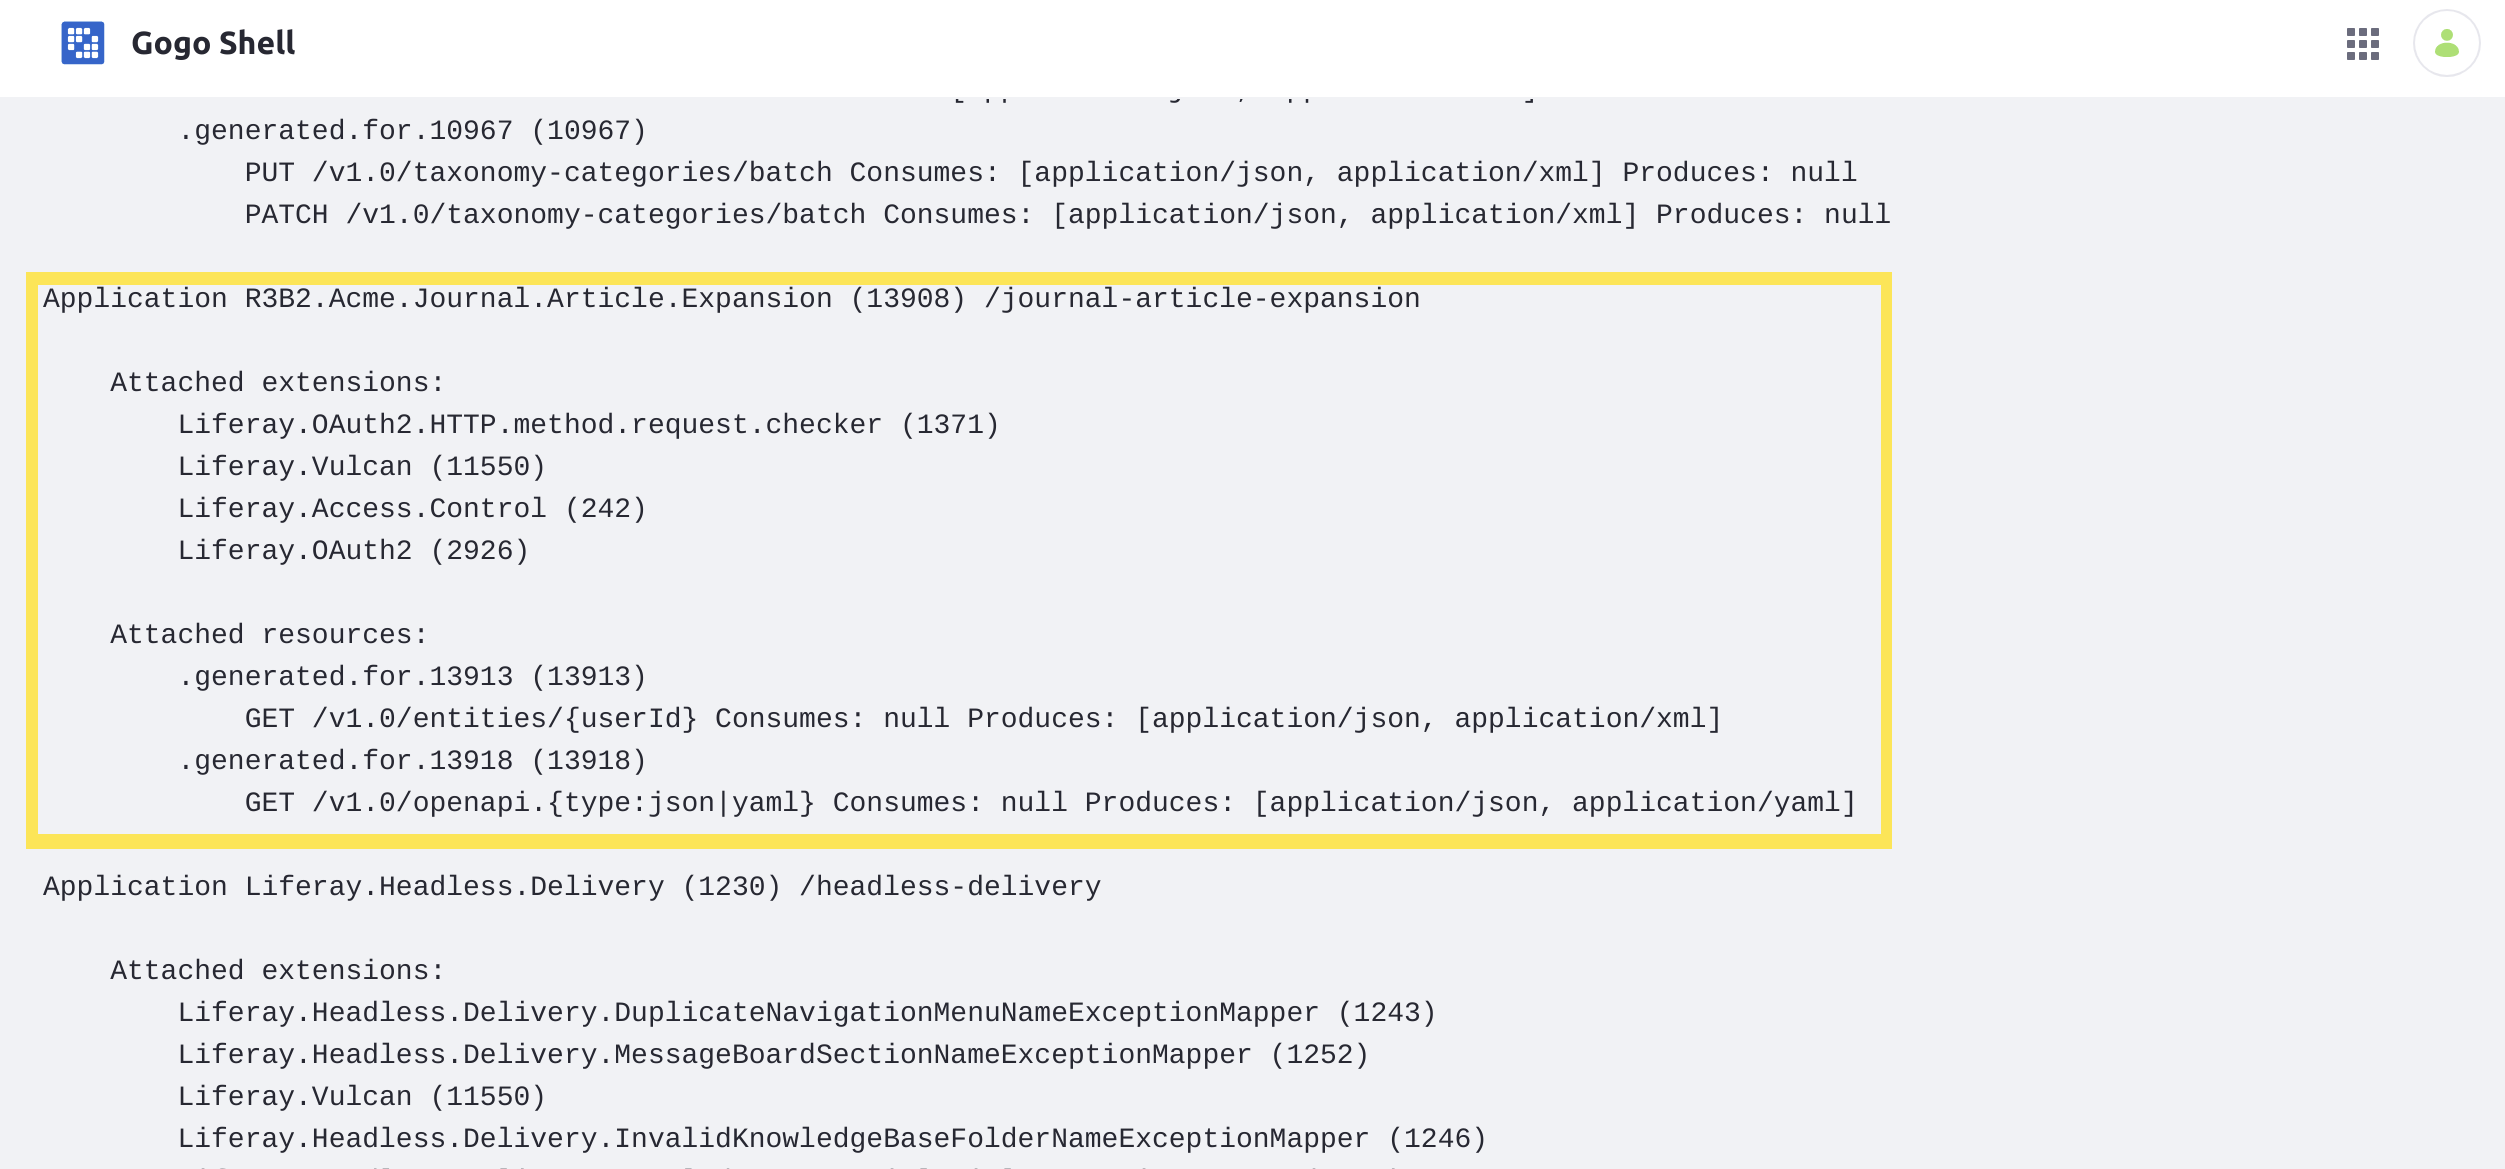 Gogo Shell
.generated.for.10967 (10967)
PUT /v1.0/taxonomy-categories/batch Consumes: [application/json, application/xml] Produces: null
PATCH /v1.0/taxonomy-categories/batch Consumes: [application/json, application/xml] Produces: null
Application R3B2.Acme.Journal.Article.Expansion (13908) /journal-article-expansion
Attached extensions:
Liferay.OAuth2.HTTP.method.request.checker (1371)
Liferay.Vulcan (11550)
Liferay.Access.Control (242)
Liferay.OAuth2 (2926)
Attached resources:
.generated.for.13913 (13913)
GET /v1.0/entities/{userId} Consumes: null Produces: [application/json, application/xml]
.generated.for.13918 (13918)
GET /v1.0/openapi.{type:json|yaml} Consumes: null Produces: [application/json, application/yaml]
Application Liferay.Headless.Delivery (1230) /headless-delivery
Attached extensions:
Liferay.Headless.Delivery.DuplicateNavigationMenuNameExceptionMapper (1243)
Liferay.Headless.Delivery.MessageBoardSectionNameExceptionMapper (1252)
Liferay.Vulcan (11550)
Liferay.Headless.Delivery.InvalidKnowledgeBaseFolderNameExceptionMapper (1246)